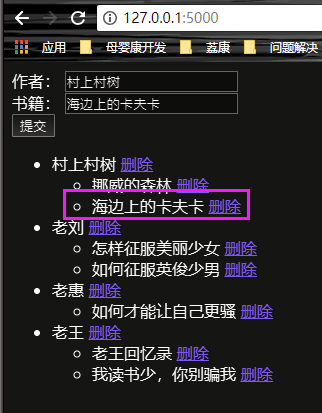 127.0.0.1:5000
应用 母婴康开发 荔康 问题解决
作者： 村上村树
书籍： 海边上的卡夫卡
提交
村上村树 删除
挪威的森林 删除
海边上的卡夫卡 删除
老刘 删除
怎样征服美丽少女 删除
如何征服英俊少男 删除
老惠 删除
如何才能让自己更骚 删除
老王 删除
老王回忆录 删除
我读书少，你别骗我 删除